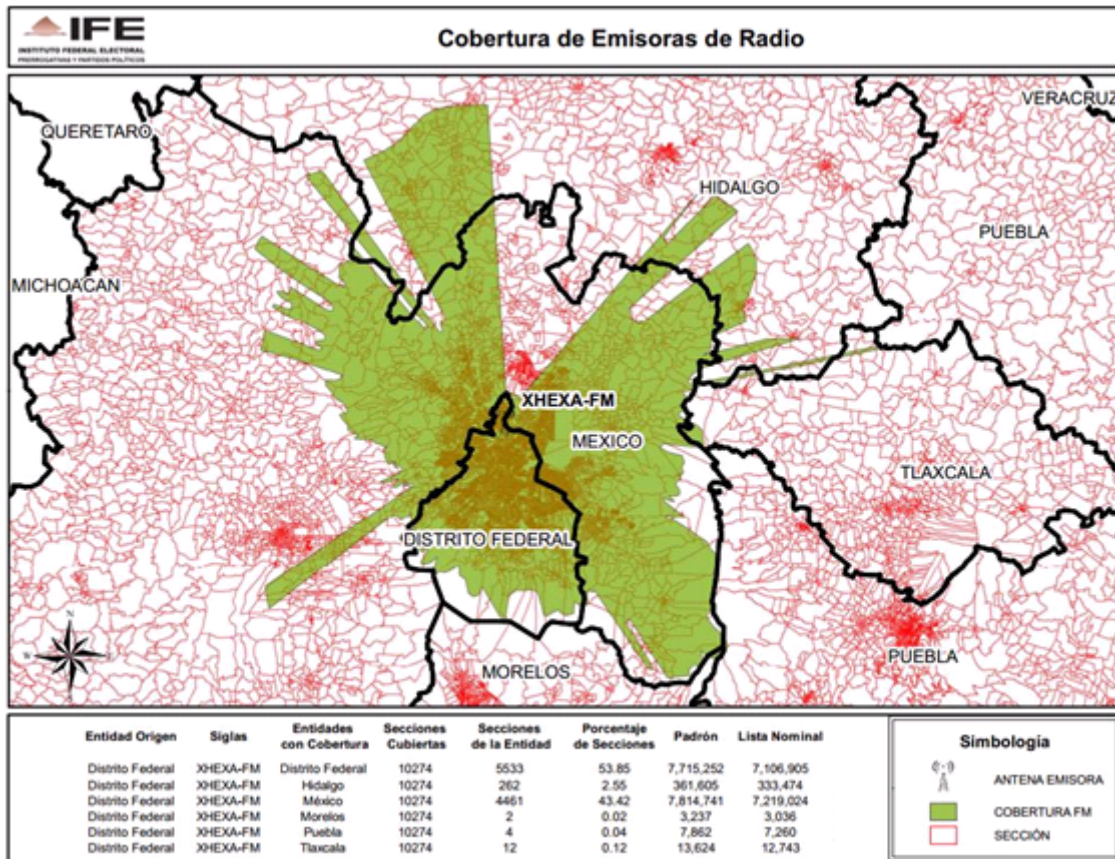 IFE
INSTITUTO FEDERAL ELECTORAL
PRERROGATIVAS Y PARTIDOS POLÍTICOS
Cobertura de Emisoras de Radio
QUERETARO
VERACRUZ
HIDALGO
PUEBLA
MICHOACAN
XHEXA-FM
MEXICO
TLAXCALA
DISTRITO FEDERAL
N
W
MORELOS
PUEBLA
Entidad Origen Siglas Entidades con Cobertura Secciones Cubiertas Secciones de la Entidad Porcentaje de Secciones Padrón Lista Nominal
Distrito Federal XHEXA-FM Distrito Federal 10274 5533 53.85 7,715,252 7,106,905
Distrito Federal XHEXA-FM Hidalgo 10274 262 2.55 361,605 333,474
Distrito Federal XHEXA-FM México 10274 4461 43.42 7,814,741 7,219,024
Distrito Federal XHEXA-FM Morelos 10274 2 0.02 3,237 3,036
Distrito Federal XHEXA-FM Puebla 10274 4 0.04 7,862 7,260
Distrito Federal XHEXA-FM Tlaxcala 10274 12 0.12 13,624 12,743
Simbología
ANTENA EMISORA
COBERTURA FM
SECCIÓN